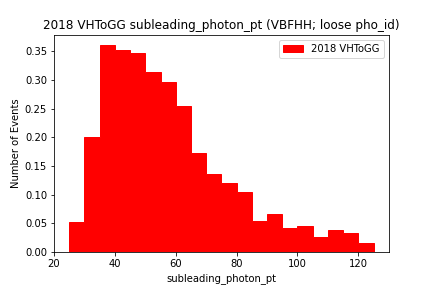 2018 VHToGG subleading_photon_pt (VBFHH; loose pho_id)
2018 VHToGG
Number of Events
0.35
0.30
0.25
0.20
0.15
0.10
0.05
0.00
20 40 60 80 100 120
subleading_photon_pt